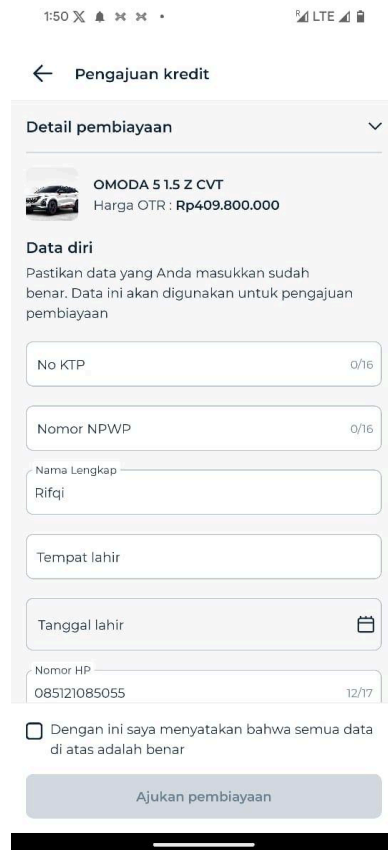 1:50 LTE
R
Pengajuan kredit
Detail pembiayaan
OMODA 5 1.5 Z CVT
Harga OTR : Rp409.800.000
Data diri
Pastikan data yang Anda masukkan sudah
benar. Data ini akan digunakan untuk pengajuan
pembiayaan
No KTP 0/16
Nomor NPWP 0/16
Nama Lengkap
Rifqi
Tempat lahir
Tanggal lahir
Nomor HP
085121085055 12/17
Dengan ini saya menyatakan bahwa semua data
di atas adalah benar
Ajukan pembiayaan